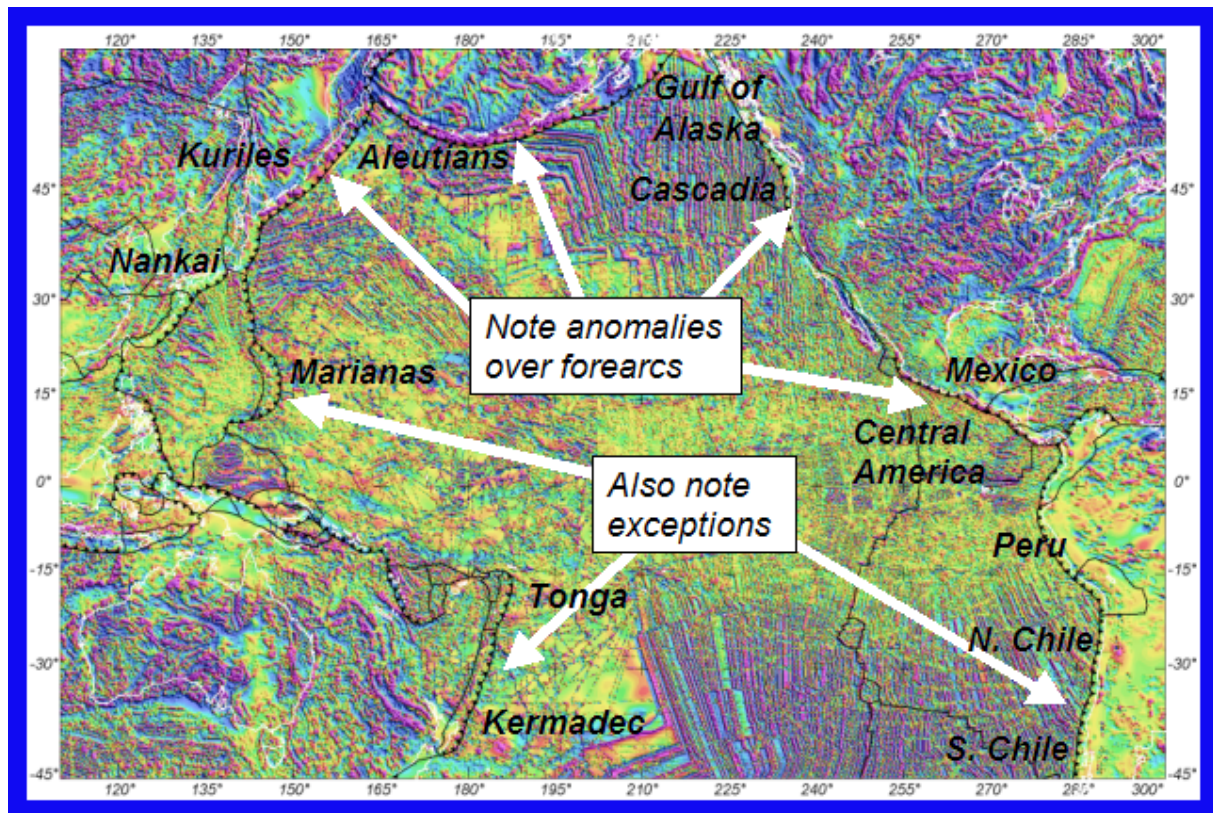 120° 135° 150° 165° 180° 195° 210° 225° 240° 255° 270° 285° 300°
Gulf of
Alaska
Kuriles
Aleutians
Cascadia
45° 45°
Nankai
30° 30°
Note anomalies
over forearcs
Marianas
Mexico
15° 15°
Central
America
Also note
exceptions
0° 0°
Peru
-15° -15°
Tonga
N. Chile
-30° -30°
Kermadec
S. Chile
-45° -45°
120° 135° 150° 165° 180° 195° 210° 225° 240° 255° 270° 285° 300°